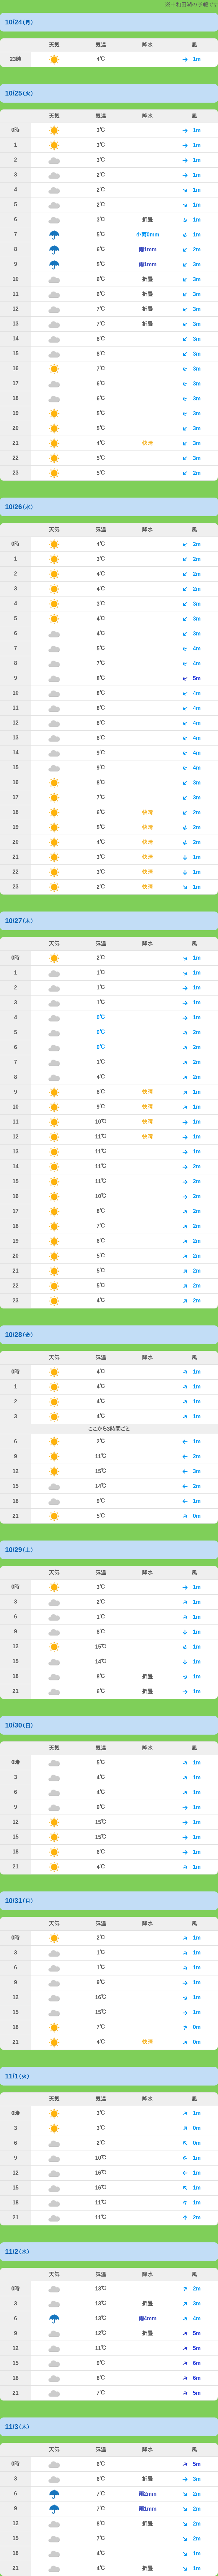 ※十勝地域の予報です
10/24(月)
天気 気温 降水 風
23時 4℃ 1m
10/25(火)
天気 気温 降水 風
0時 3℃ 1m
1 3℃ 1m
2 3℃ 1m
3 2℃ 1m
4 2℃ 1m
5 2℃ 1m
6 3℃ 折畳 1m
7 5℃ 小雨0mm 1m
8 6℃ 雨1mm 2m
9 5℃ 雨1mm 3m
10 6℃ 折畳 3m
11 6℃ 折畳 3m
12 7℃ 折畳 3m
13 7℃ 折畳 3m
14 8℃ 3m
15 8℃ 3m
16 7℃ 3m
17 6℃ 3m
18 6℃ 3m
19 5℃ 3m
20 5℃ 3m
21 4℃ 快晴 3m
22 5℃ 3m
23 5℃ 2m
10/26(水)
天気 気温 降水 風
0時 4℃ 2m
1 3℃ 2m
2 4℃ 2m
3 4℃ 2m
4 3℃ 3m
5 4℃ 3m
6 4℃ 3m
7 5℃ 4m
8 7℃ 4m
9 8℃ 5m
10 8℃ 4m
11 8℃ 4m
12 8℃ 4m
13 8℃ 4m
14 9℃ 4m
15 9℃ 4m
16 8℃ 3m
17 7℃ 3m
18 6℃ 快晴 2m
19 5℃ 快晴 2m
20 4℃ 快晴 2m
21 3℃ 快晴 1m
22 3℃ 快晴 1m
23 2℃ 快晴 1m
10/27(木)
天気 気温 降水 風
0時 2℃ 1m
1 1℃ 1m
2 1℃ 1m
3 1℃ 1m
4 0℃ 1m
5 0℃ 2m
6 0℃ 2m
7 1℃ 2m
8 4℃ 2m
9 8℃ 快晴 1m
10 9℃ 快晴 1m
11 10℃ 快晴 1m
12 11℃ 快晴 1m
13 11℃ 1m
14 11℃ 2m
15 11℃ 2m
16 10℃ 2m
17 8℃ 2m
18 7℃ 2m
19 6℃ 2m
20 5℃ 2m
21 5℃ 2m
22 5℃ 2m
23 4℃ 2m
10/28(金)
天気 気温 降水 風
0時 4℃ 1m
1 4℃ 1m
2 4℃ 1m
3 4℃ 1m
ここから3時間ごと
6 2℃ 1m
9 11℃ 2m
12 15℃ 3m
15 14℃ 2m
18 9℃ 1m
21 5℃ 0m
10/29(土)
天気 気温 降水 風
0時 3℃ 1m
3 2℃ 1m
6 1℃ 1m
9 8℃ 1m
12 15℃ 1m
15 14℃ 1m
18 8℃ 折畳 1m
21 6℃ 折畳 1m
10/30(日)
天気 気温 降水 風
0時 5℃ 1m
3 4℃ 1m
6 4℃ 1m
9 9℃ 1m
12 15℃ 1m
15 15℃ 1m
18 6℃ 1m
21 4℃ 1m
10/31(月)
天気 気温 降水 風
0時 2℃ 1m
3 1℃ 1m
6 1℃ 1m
9 9℃ 1m
12 16℃ 1m
15 15℃ 1m
18 7℃ 0m
21 4℃ 快晴 0m
11/1(火)
天気 気温 降水 風
0時 3℃ 1m
3 3℃ 0m
6 2℃ 0m
9 10℃ 1m
12 16℃ 1m
15 16℃ 1m
18 11℃ 1m
21 11℃ 2m
11/2(水)
天気 気温 降水 風
0時 13℃ 2m
3 13℃ 折畳 3m
6 13℃ 雨4mm 4m
9 12℃ 折畳 5m
12 11℃ 5m
15 9℃ 6m
18 8℃ 6m
21 7℃ 5m
11/3(木)
天気 気温 降水 風
0時 6℃ 5m
3 6℃ 折畳 3m
6 7℃ 雨2mm 2m
9 7℃ 雨1mm 2m
12 8℃ 折畳 2m
15 7℃ 2m
18 4℃ 1m
21 4℃ 折畳 1m